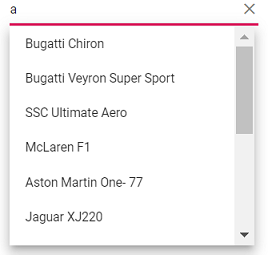 a
Bugatti Chiron
Bugatti Veyron Super Sport
SSC Ultimate Aero
McLaren F1
Aston Martin One- 77
Jaguar XJ220